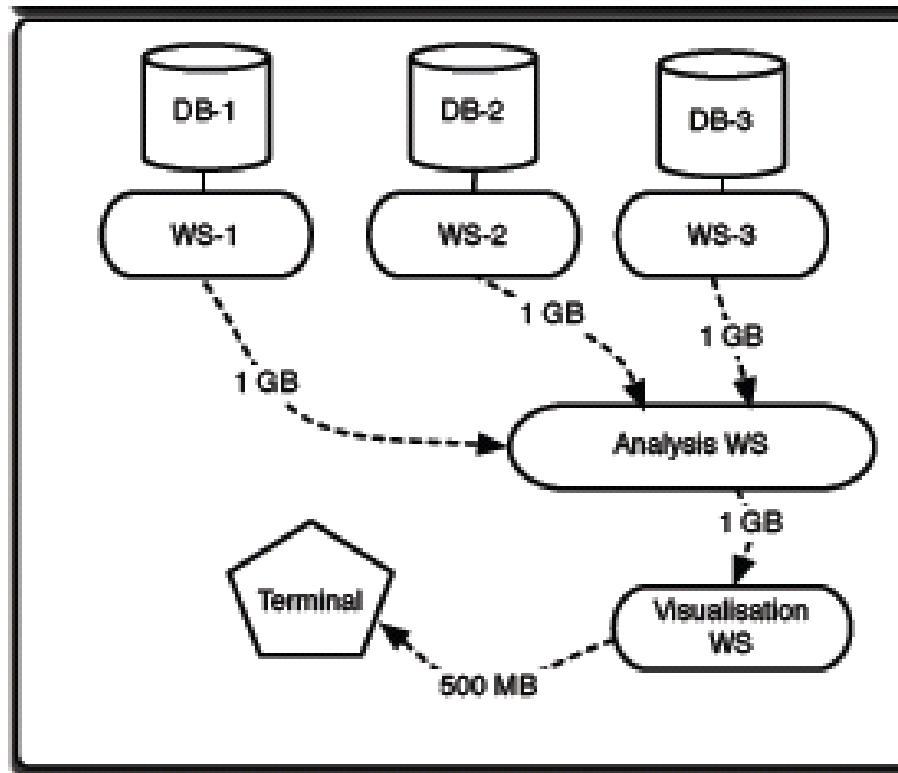 DB-1
DB-2
DB-3
WS-1
WS-2
WS-3
1 GB
1 GB
1 GB
Analysis WS
1 GB
Terminal
Visualisation
WS
500 MB